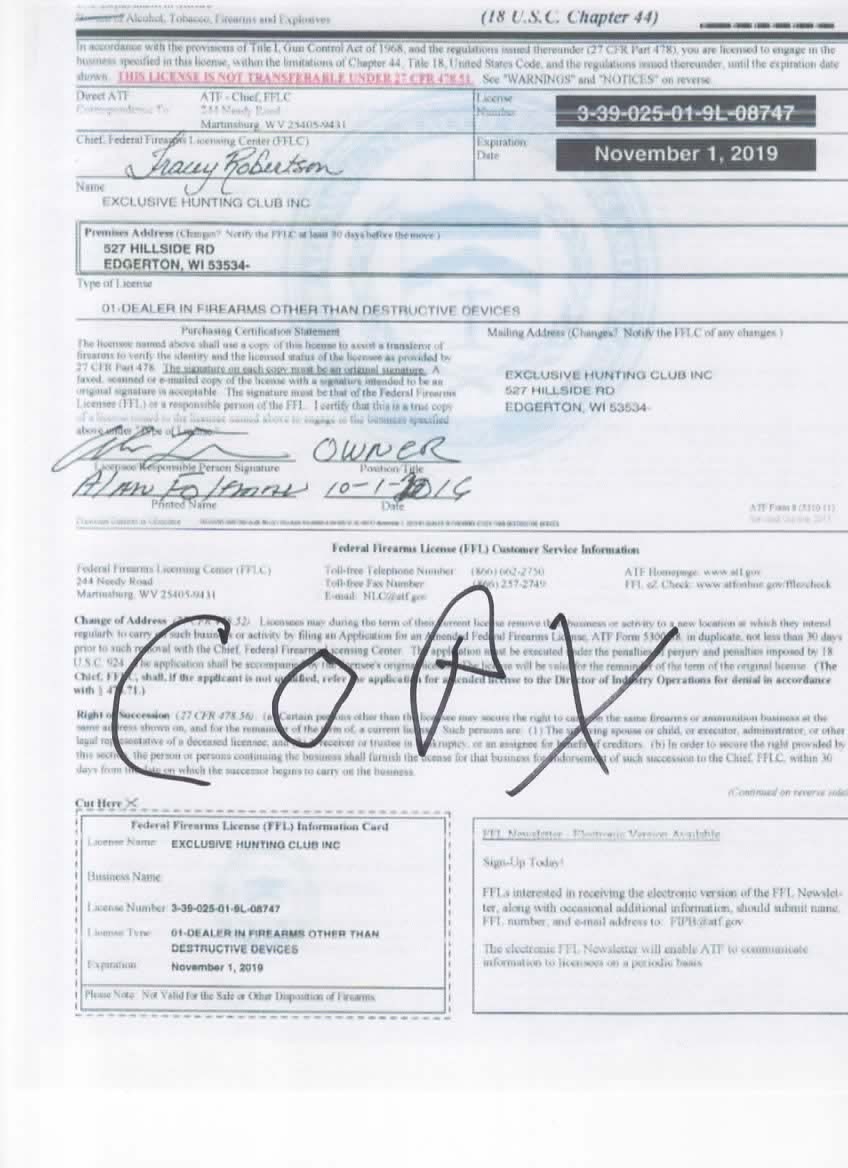 of Alcohol, Tobacco, Firearms and Explosives
(18 U.S.C. Chapter 44)
In accordance with the provisions of Title I, Gun Control Act of 1968, and the regulations issued thereunder (27 CFR Part 478), you are licensed to engage in the
business specified in this license, within the limitations of Chapter 44, Title 18, United States Code, and the regulations issued thereunder, until the expiration date
shown. THIS LICENSE IS NOT TRANSFERABLE UNDER 27 CFR 478.51. See "WARNINGS" and "NOTICES" on reverse.
Direct ATF
Correspondence To
ATF - Chief, FFLC
244 Needy Road
Martinsburg, WV 25405-9431
License
Number
3-39-025-01-9L-08747
Chief, Federal Firearms Licensing Center (FFLC)
Tracey Robertson
Expiration
Date
November 1, 2019
Name
EXCLUSIVE HUNTING CLUB INC
Premises Address (Changes? Notify the FFLC at least 30 days before the move.)
527 HILLSIDE RD
EDGERTON, WI 53534-
Type of License
01-DEALER IN FIREARMS OTHER THAN DESTRUCTIVE DEVICES
Purchasing Certification Statement
The licensee named above shall use a copy of this license to assist a transferor of
firearms to verify the identity and the licensed status of the licensee as provided by
27 CFR Part 478. The signature on each copy must be an original signature. A
faxed, scanned or e-mailed copy of the license with a signature intended to be an
original signature is acceptable. The signature must be that of the Federal Firearms
Licensee (FFL) or a responsible person of the FFL. I certify that this is a true copy
of a license issued to the licensee named above to engage in the business specified
above under "Type of License"
Mailing Address (Changes? Notify the FFLC of any changes.)
EXCLUSIVE HUNTING CLUB INC
527 HILLSIDE RD
EDGERTON, WI 53534-
OWNER
Licensee/Responsible Person Signature
Position/Title
Alan 10-1-2016
Printed Name
Date
ATF Form 8 (5310.11)
Federal Firearms License (FFL) Customer Service Information
Federal Firearms Licensing Center (FFLC)
244 Needy Road
Martinsburg, WV 25405-9431
Toll-free Telephone Number (866) 662-2750
Toll-free Fax Number (866) 257-2749
E-mail: NLC@atf.gov
ATF Homepage: www.atf.gov
FFL eZ Check: www.atfonline.gov/fflezcheck
Change of Address (27 CFR 478.52). Licensees may during the term of their current license remove their business or activity to a new location at which they intend
regularly to carry on such business or activity by filing an Application for an Amended Federal Firearms License, ATF Form 5300.38, in duplicate, not less than 30 days
prior to such removal with the Chief, Federal Firearms Licensing Center. The application must be executed under the penalties of perjury and penalties imposed by 18
U.S.C. 924. The application shall be accompanied by the licensee's original license. The license will be valid for the remainder of the term of the original license. (The
Chief, FFLC, shall, if the applicant is not qualified, refer the application for amended license to the Director of Industry Operations for denial in accordance
with § 478.71.)
Right of Succession (27 CFR 478.56). (a) Certain persons other than the licensee may secure the right to carry on the same firearms or ammunition business at the
same address shown on, and for the remainder of the term of, a current license. Such persons are: (1) The surviving spouse or child, or executor, administrator, or other
legal representative of a deceased licensee; and (2) A receiver or trustee in bankruptcy, or an assignee for benefit of creditors. (b) In order to secure the right provided by
this section, the person or persons continuing the business shall furnish the license for that business for endorsement of such succession to the Chief, FFLC, within 30
days from the date on which the successor begins to carry on the business.
CoAX
(Continued on reverse side)
Cut Here
Federal Firearms License (FFL) Information Card
License Name: EXCLUSIVE HUNTING CLUB INC
Business Name:
License Number: 3-39-025-01-9L-08747
License Type: 01-DEALER IN FIREARMS OTHER THAN
DESTRUCTIVE DEVICES
Expiration: November 1, 2019
Please Note: Not Valid for the Sale or Other Disposition of Firearms.
FFL Newsletter - Electronic Version Available
Sign-Up Today!
FFLs interested in receiving the electronic version of the FFL Newslet-
ter, along with occasional additional information, should submit name,
FFL number, and e-mail address to: FIPB@atf.gov
The electronic FFL Newsletter will enable ATF to communicate
information to licensees on a periodic basis